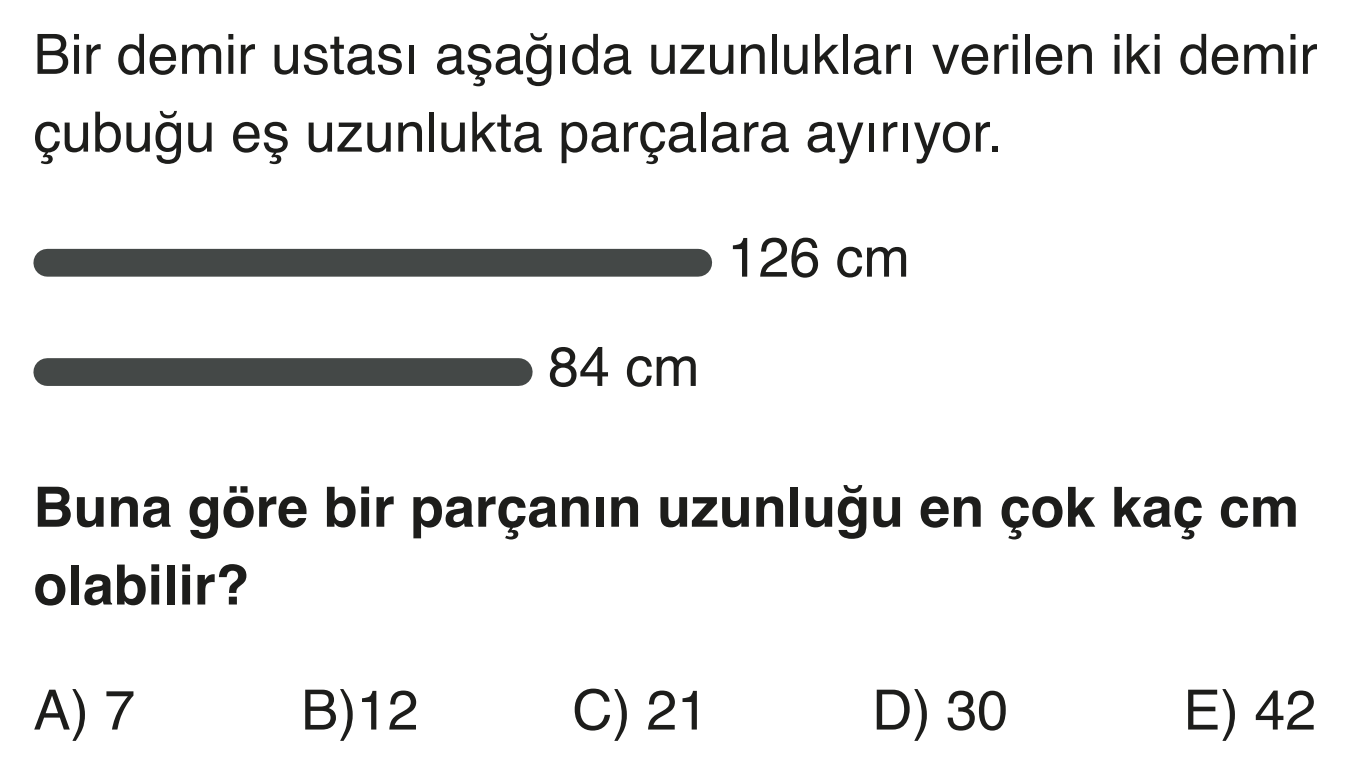 Bir demir ustası aşağıda uzunlukları verilen iki demir
çubuğu eş uzunlukta parçalara ayırıyor.
126 cm
84 cm
Buna göre bir parçanın uzunluğu en çok kaç cm
olabilir?
A) 7 B)12 C) 21 D) 30 E) 42